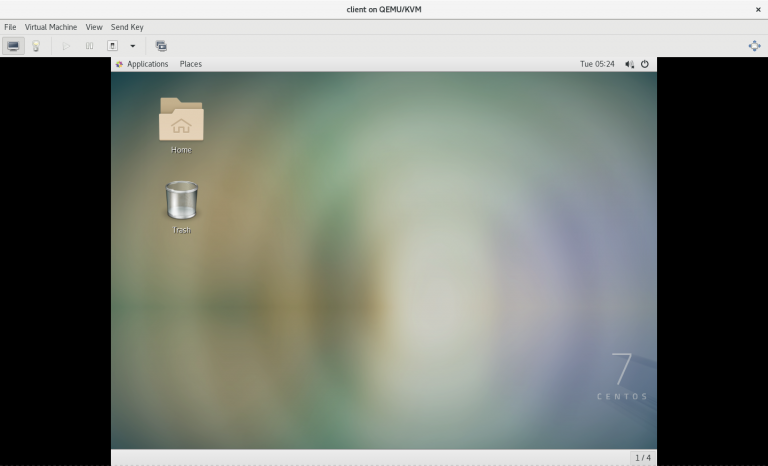 client on QEMU/KVM ×
File Virtual Machine View Send Key
Applications Places Tue 05:24
Home
Trash
7
CENTOS
1 / 4